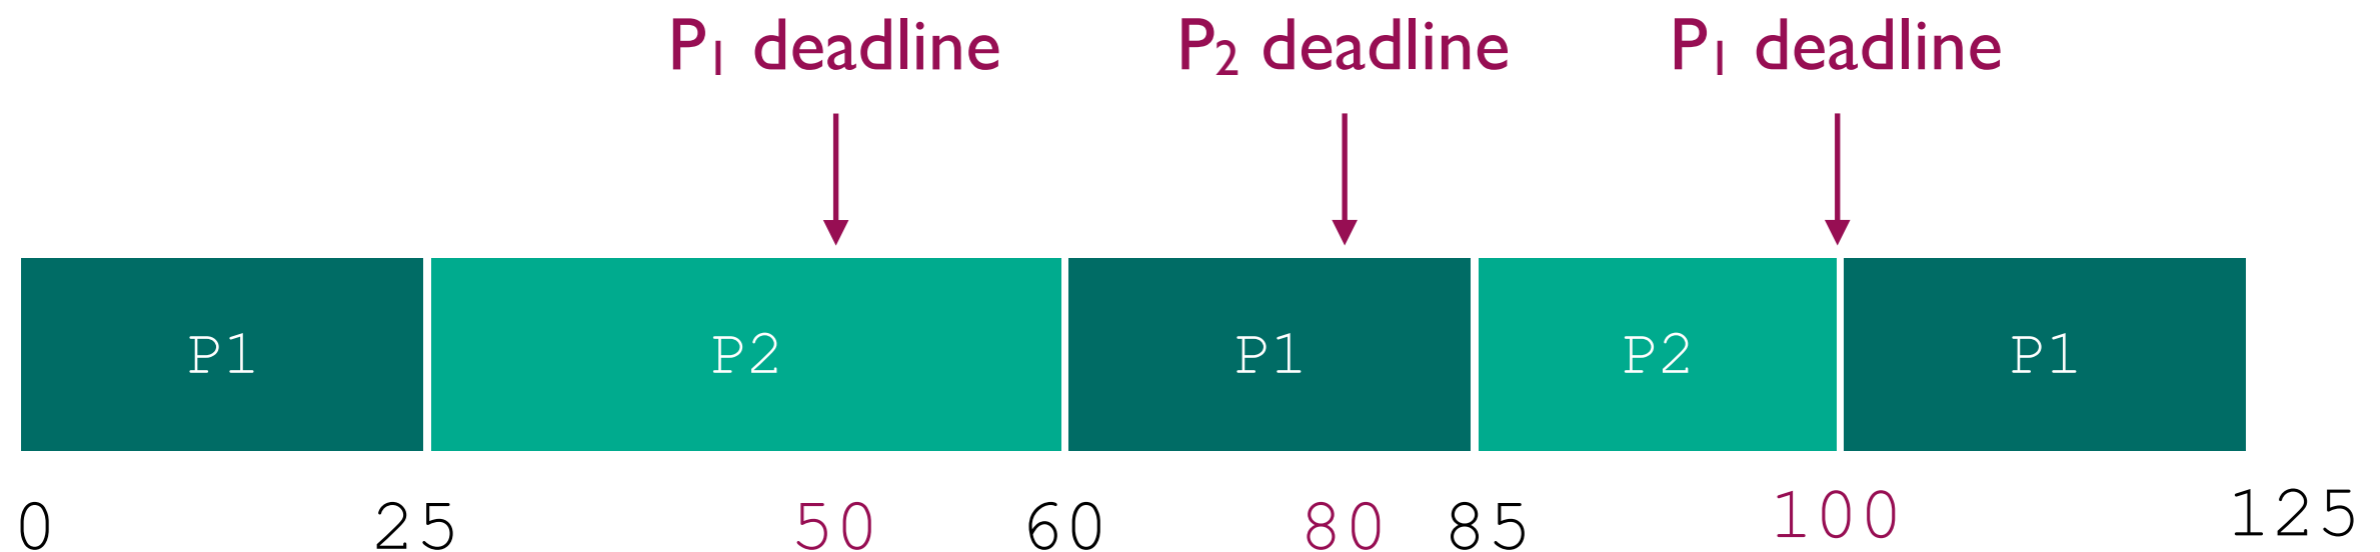 P₁ deadline P₂ deadline P₁ deadline
P1 P2 P1 P2 P1
0 25 50 60 80 85 100 125